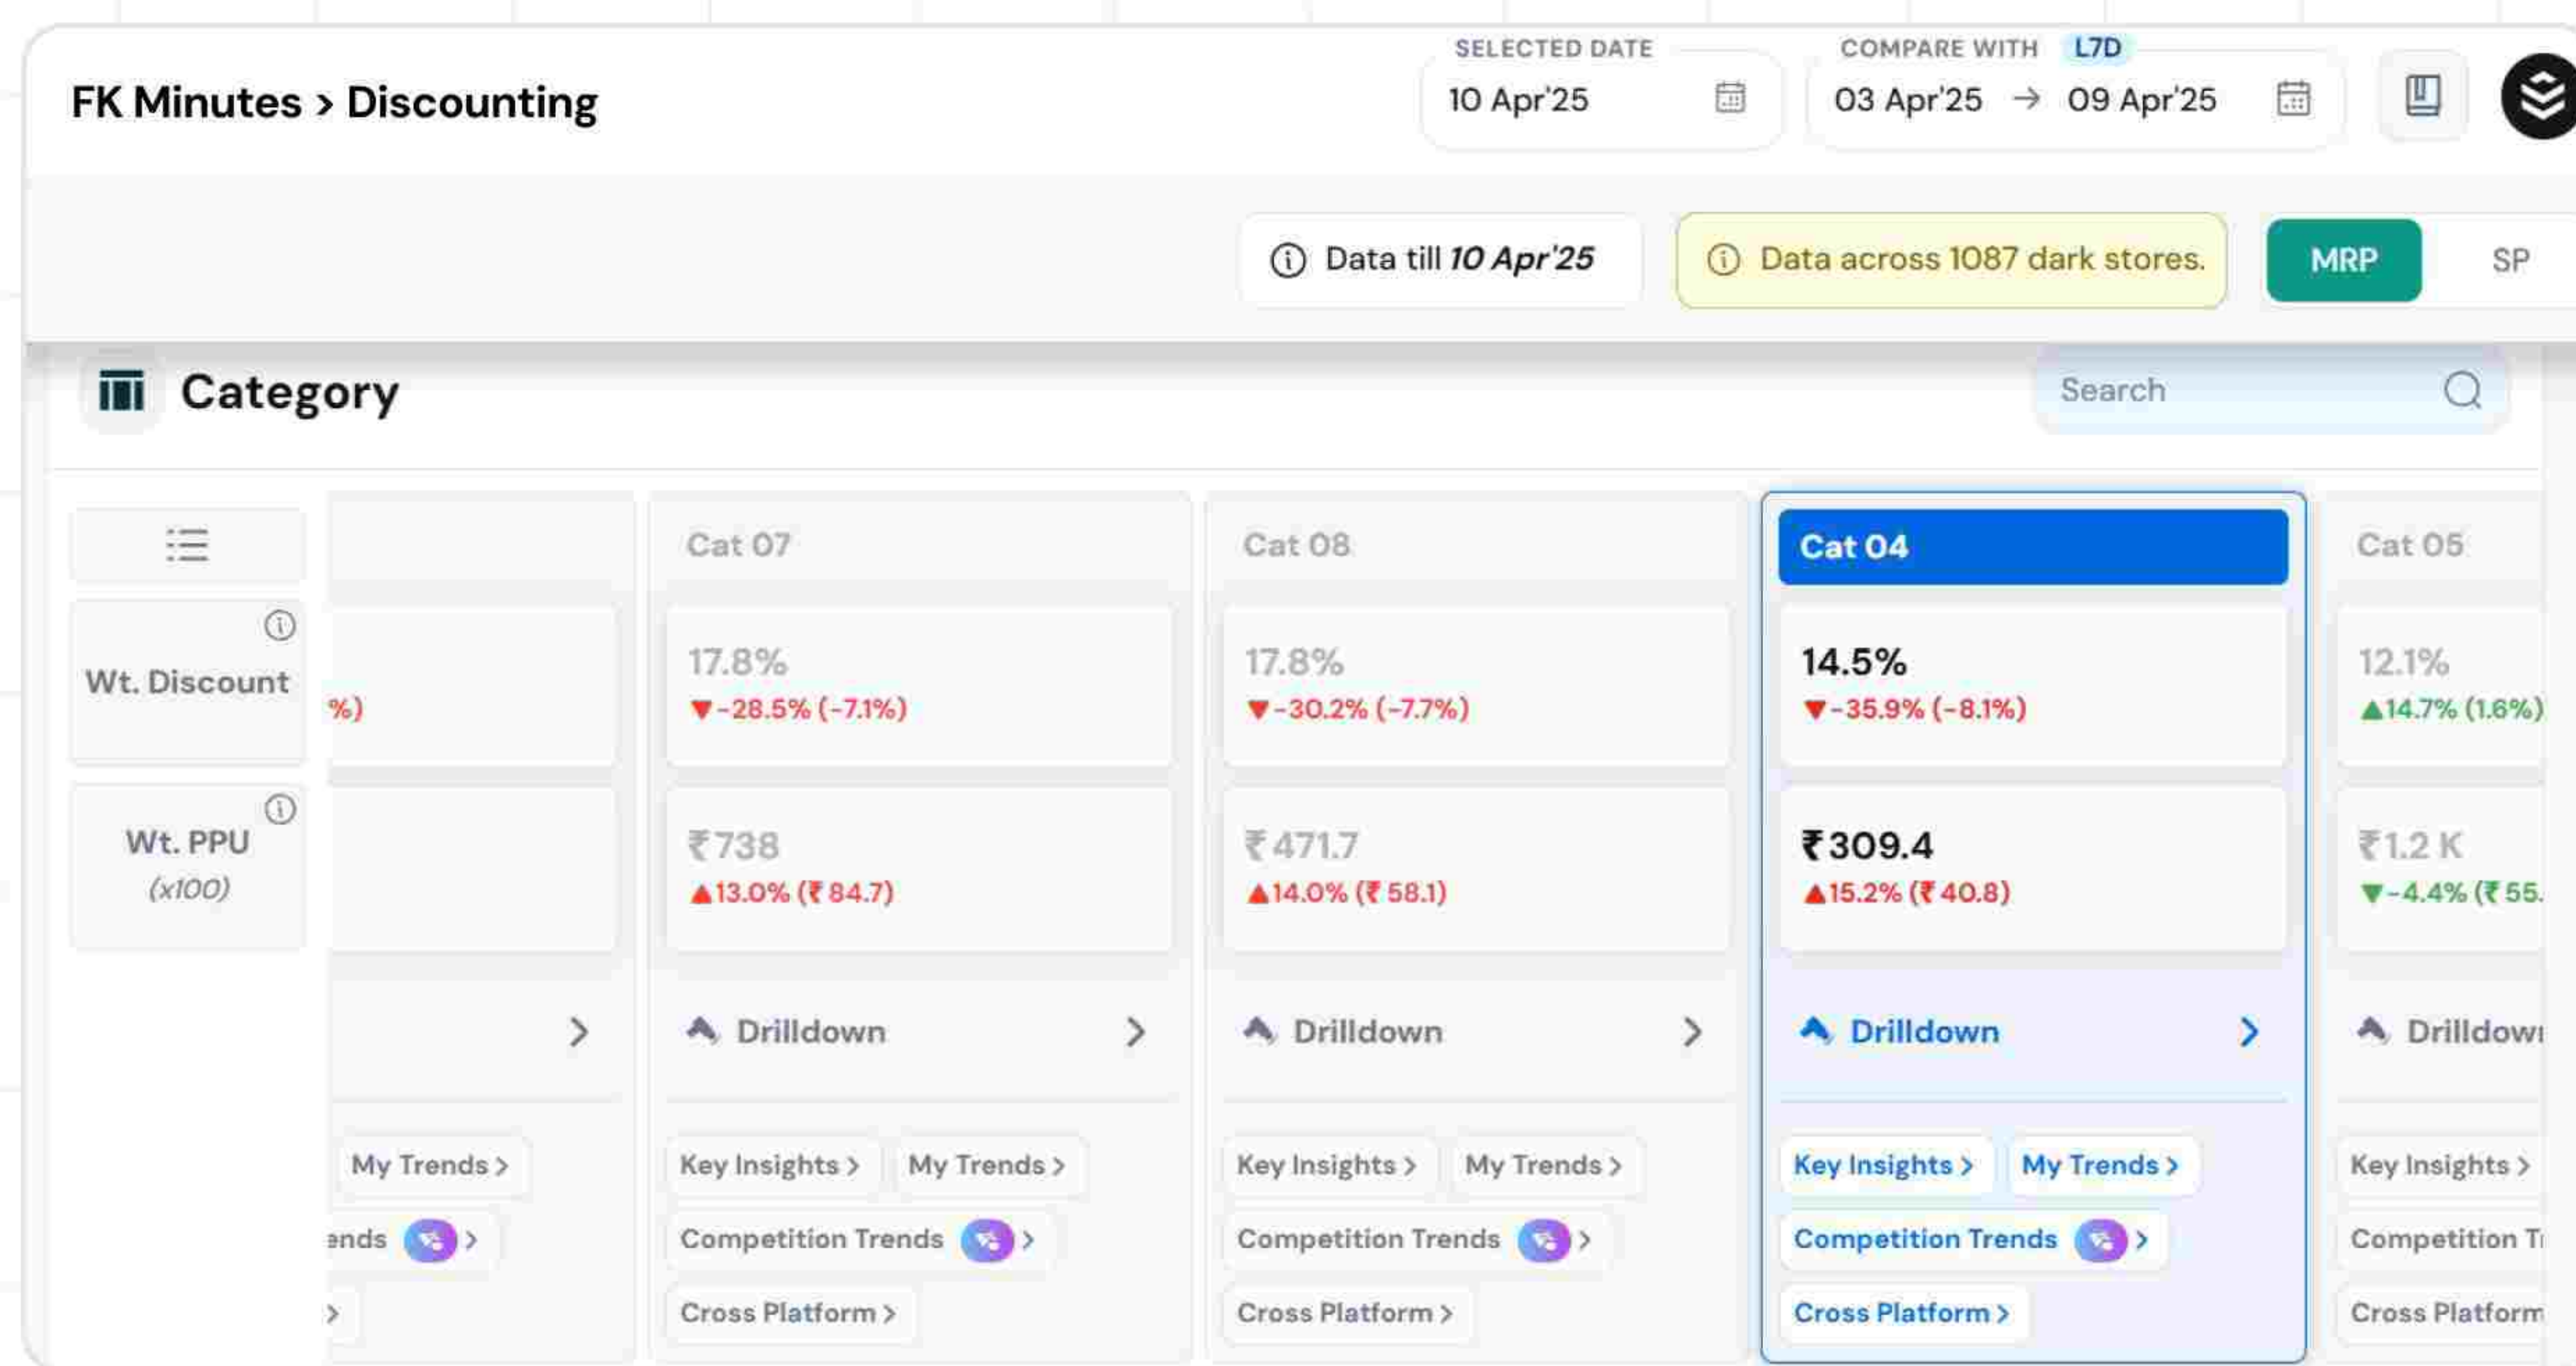 SELECTED DATE
COMPARE WITH L7D
FK Minutes > Discounting
10 Apr'25
03 Apr'25 → 09 Apr'25
Data till 10 Apr'25
Data across 1087 dark stores.
MRP
SP
Category
Search
Cat 07
Cat 08
Cat 04
Cat 05
Wt. Discount
%)
17.8%
▼-28.5% (-7.1%)
17.8%
▼-30.2% (-7.7%)
14.5%
▼-35.9% (-8.1%)
12.1%
▲14.7% (1.6%)
Wt. PPU
(x100)
₹738
▲13.0% (₹84.7)
₹471.7
▲14.0% (₹58.1)
₹309.4
▲15.2% (₹40.8)
₹1.2 K
▼-4.4% (₹55.
Drilldown
Drilldown
Drilldown
Drilldown
My Trends >
Key Insights >
My Trends >
Key Insights >
My Trends >
Key Insights >
My Trends >
Key Insights >
ends >
Competition Trends >
Competition Trends >
Competition Trends >
Competition T
>
Cross Platform >
Cross Platform >
Cross Platform >
Cross Platform